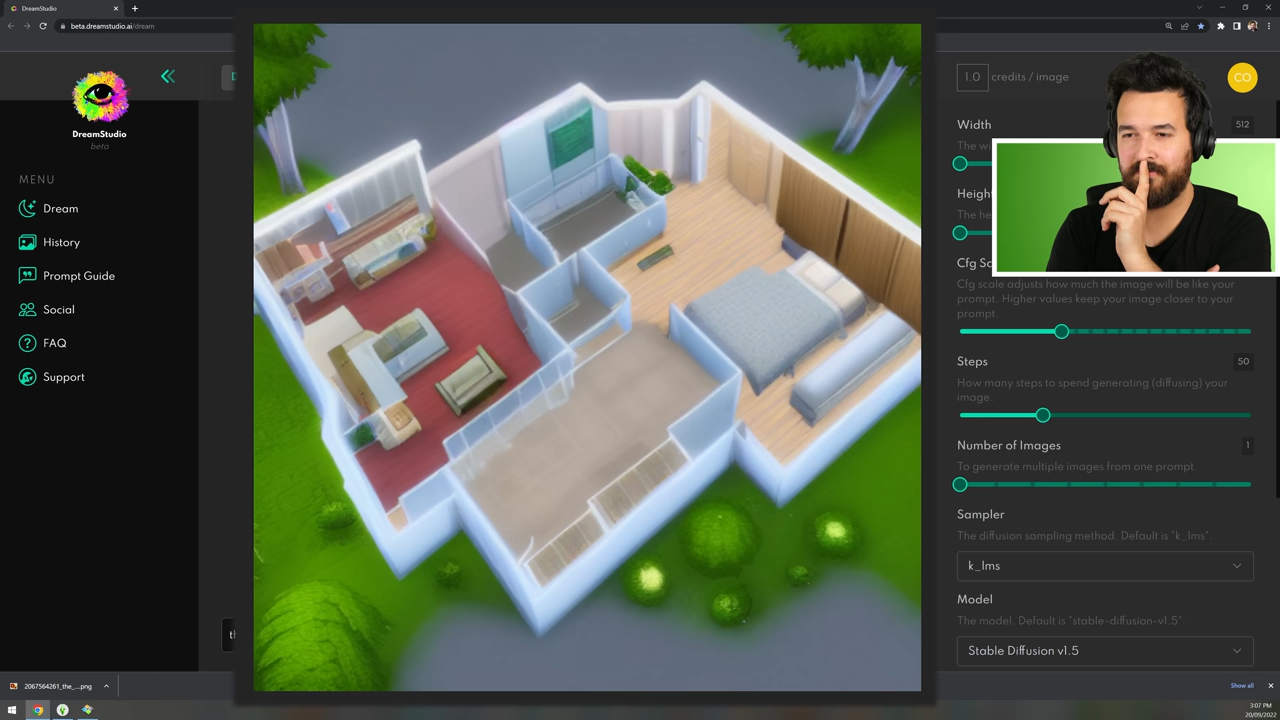 DreamStudio
beta.dreamstudio.ai/dream
DreamStudio
beta
MENU
Dream
History
Prompt Guide
Social
FAQ
Support
1.0 credits / image
CO
Width
512
The
Cfg
Cfg scale adjusts how much the image will be like your
prompt. Higher values keep your image closer to your
prompt.
Steps
50
How many steps to spend generating (diffusing) your
image.
Number of Images
1
To generate multiple images from one prompt.
Sampler
The diffusion sampling method. Default is "k_lms".
k_lms
Model
The model. Default is "stable-diffusion-v1.5"
Stable Diffusion v1.5
2067564261_the_....png
Show all
3:07 PM
20/09/2022